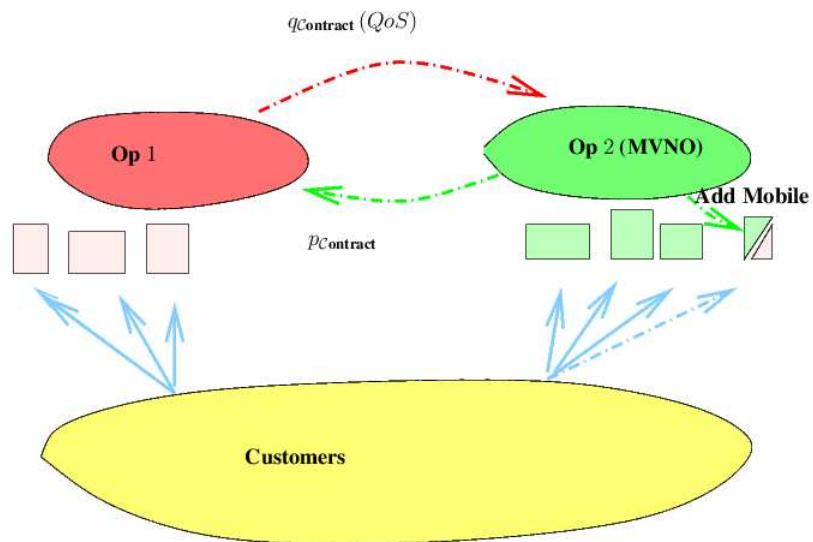 q_Contract (QoS)
Op 1
Op 2 (MVNO)
Add Mobile
p_Contract
Customers